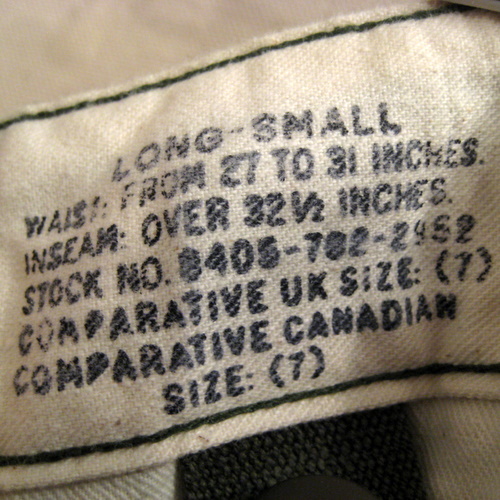 LONG-SMALL
WAIST: FROM 27 TO 31 INCHES.
INSEAM: OVER 32½ INCHES.
STOCK NO. 8405-782-2982
COMPARATIVE UK SIZE: (7)
COMPARATIVE CANADIAN
SIZE: (7)